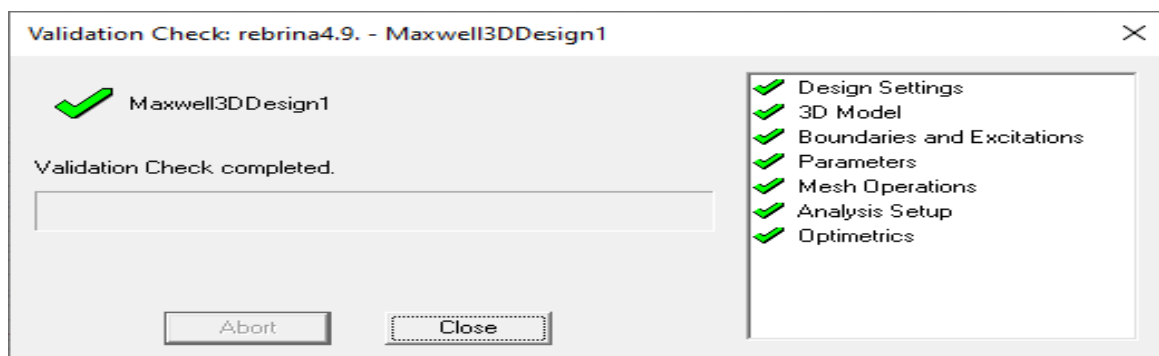 Validation Check: rebrina4.9. - Maxwell3DDesign1
Maxwell3DDesign1
Validation Check completed.
Abort
Close
Design Settings
3D Model
Boundaries and Excitations
Parameters
Mesh Operations
Analysis Setup
Optimetrics